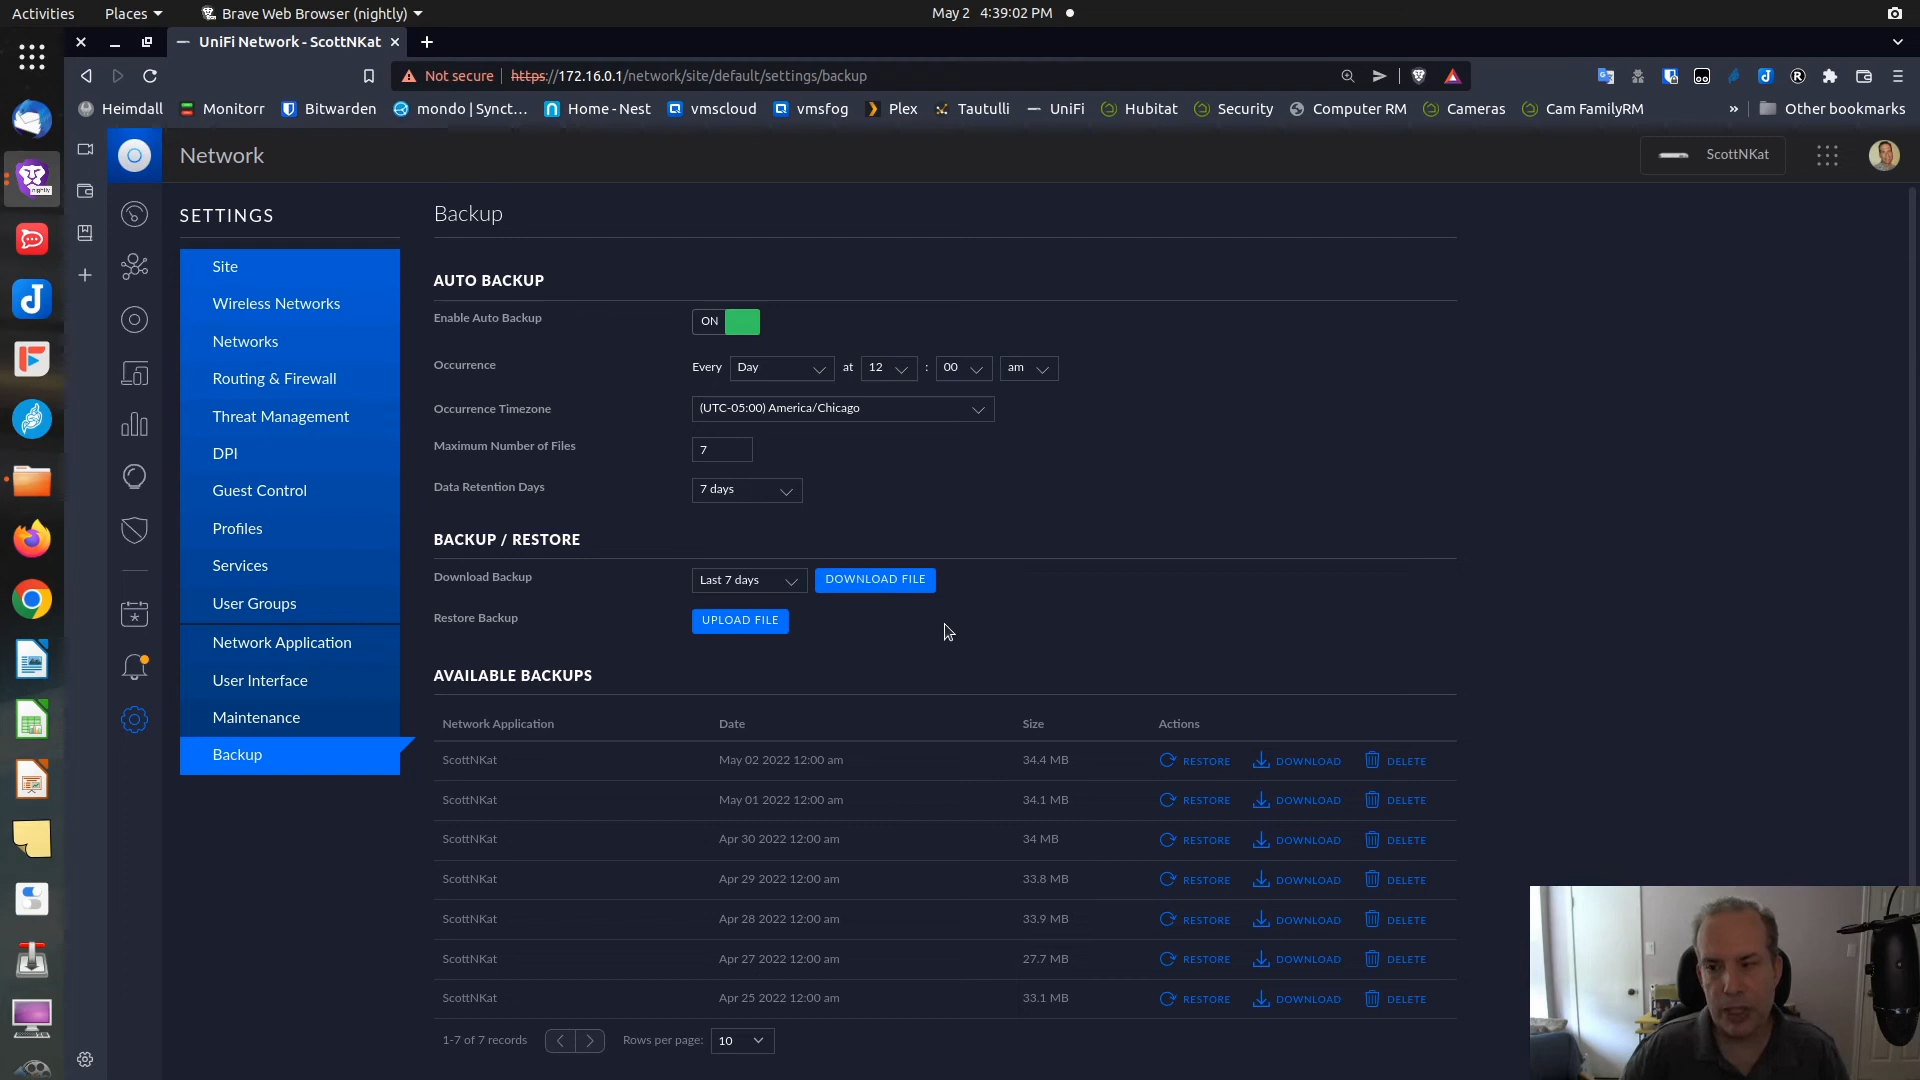 Activities Places Brave Web Browser (nightly) May 2 4:39:02 PM
UniFi Network - ScottNKat
Not secure https://172.16.0.1/network/site/default/settings/backup
Heimdall Monitorr Bitwarden mondo | Synct... Home - Nest vmscloud vmsfog Plex Tautulli UniFi Hubitat Security Computer RM Cameras Cam FamilyRM » Other bookmarks
Network ScottNKat
nightly
SETTINGS
Site
Wireless Networks
Networks
Routing & Firewall
Threat Management
DPI
Guest Control
Profiles
Services
User Groups
Network Application
User Interface
Maintenance
Backup
Backup
AUTO BACKUP
Enable Auto Backup ON
Occurrence Every Day at 12 : 00 am
Occurrence Timezone (UTC-05:00) America/Chicago
Maximum Number of Files 7
Data Retention Days 7 days
BACKUP / RESTORE
Download Backup Last 7 days DOWNLOAD FILE
Restore Backup UPLOAD FILE
AVAILABLE BACKUPS
Network Application Date Size Actions
ScottNKat May 02 2022 12:00 am 34.4 MB RESTORE DOWNLOAD DELETE
ScottNKat May 01 2022 12:00 am 34.1 MB RESTORE DOWNLOAD DELETE
ScottNKat Apr 30 2022 12:00 am 34 MB RESTORE DOWNLOAD DELETE
ScottNKat Apr 29 2022 12:00 am 33.8 MB RESTORE DOWNLOAD DELETE
ScottNKat Apr 28 2022 12:00 am 33.9 MB RESTORE DOWNLOAD DELETE
ScottNKat Apr 27 2022 12:00 am 27.7 MB RESTORE DOWNLOAD DELETE
ScottNKat Apr 25 2022 12:00 am 33.1 MB RESTORE DOWNLOAD DELETE
1-7 of 7 records Rows per page: 10